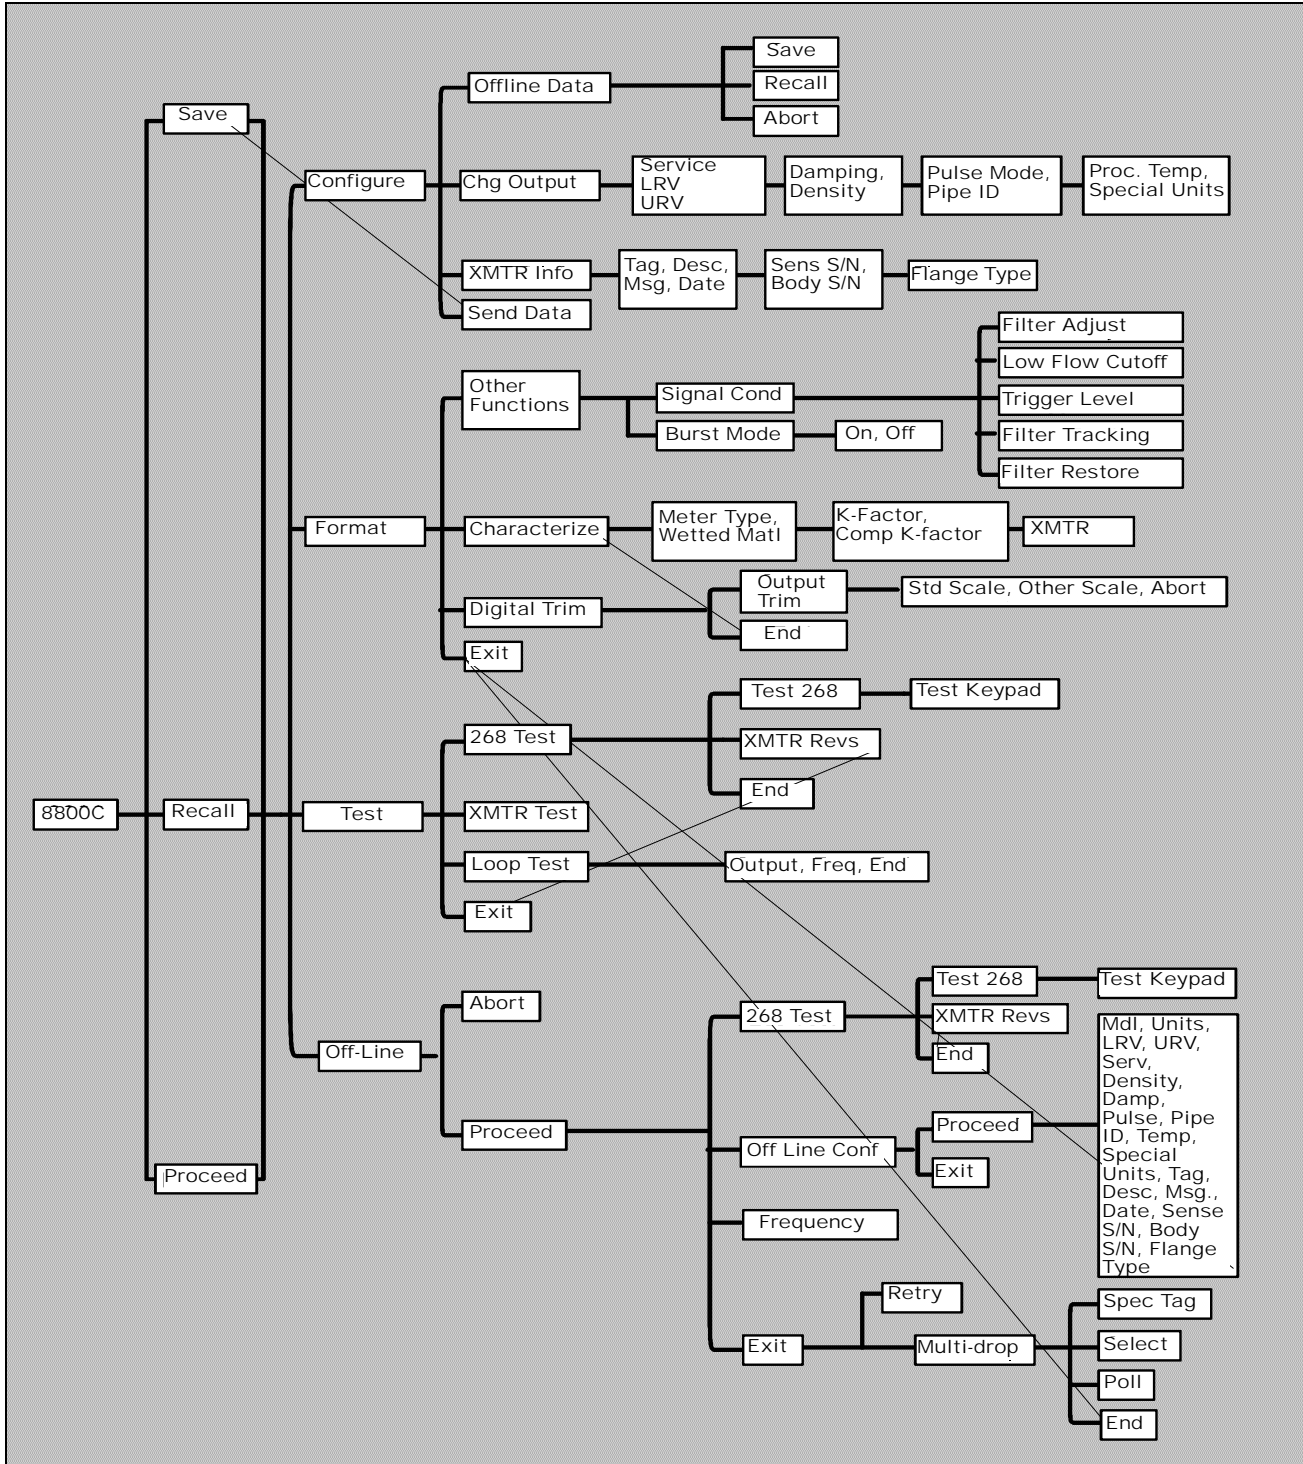 Save
Offline Data
Recall
Abort
Save
Configure
Chg Output
Service
LRV
URV
Damping,
Density
Pulse Mode,
Pipe ID
Proc. Temp,
Special Units
XMTR Info
Tag, Desc,
Msg, Date
Sens S/N,
Body S/N
Flange Type
Send Data
Other
Functions
Signal Cond
Burst Mode
On, Off
Filter Adjust
Low Flow Cutoff
Trigger Level
Filter Tracking
Filter Restore
Format
Characterize
Meter Type,
Wetted Matl
K-Factor,
Comp K-factor
XMTR
Digital Trim
Output
Trim
Std Scale, Other Scale, Abort
End
Exit
268 Test
Test 268
Test Keypad
XMTR Revs
End
8800C
Recall
Test
XMTR Test
Loop Test
Output, Freq, End
Exit
Off-Line
Abort
Proceed
268 Test
Test 268
Test Keypad
XMTR Revs
End
Off Line Conf
Proceed
Exit
Mdl, Units,
LRV, URV,
Serv,
Density,
Damp,
Pulse, Pipe
ID, Temp,
Special
Units, Tag,
Desc, Msg.,
Date, Sense
S/N, Body
S/N, Flange
Type
Proceed
Frequency
Exit
Retry
Multi-drop
Spec Tag
Select
Poll
End